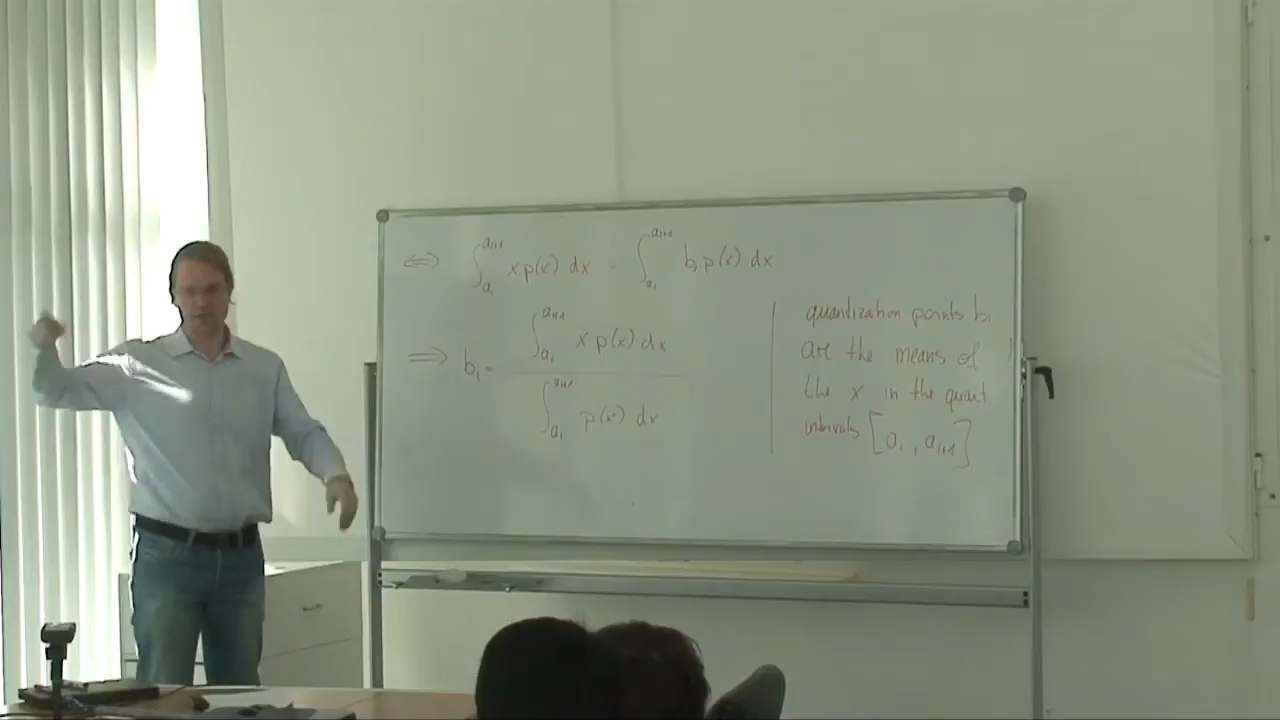 ⇔ ∫_{a_i}^{a_{i+1}} x p(x) dx = ∫_{a_i}^{a_{i+1}} b_i p(x) dx
⇒ b_i = ∫_{a_i}^{a_{i+1}} x p(x) dx / ∫_{a_i}^{a_{i+1}} p(x) dx
quantization points b_i
are the means of
the x in the quant
intervals [a_i, a_{i+1}]